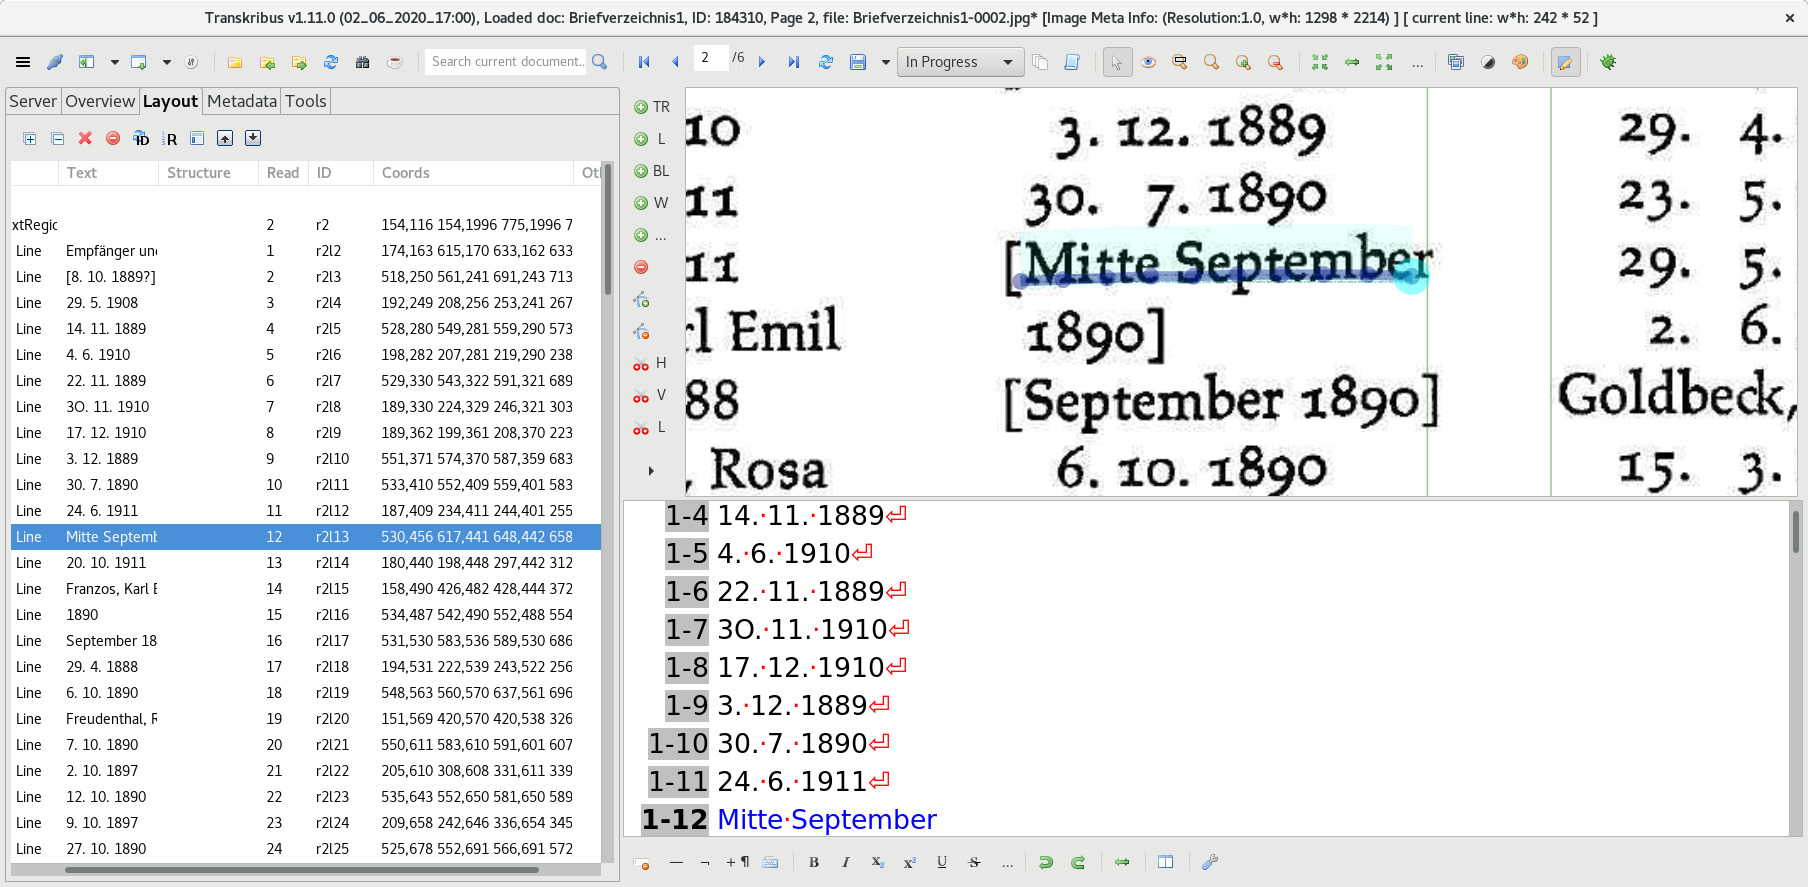 Transkribus v1.11.0 (02_06_2020_17:00), Loaded doc: Briefverzeichnis1, ID: 184310, Page 2, file: Briefverzeichnis1-0002.jpg* [Image Meta Info: (Resolution:1.0, w*h: 1298 * 2214) ] [ current line: w*h: 242 * 52 ]
Search current document... 2 /6 In Progress ...
Server Overview Layout Metadata Tools
ID R
Text Structure Read ID Coords Otl
xtRegic 2 r2 154,116 154,1996 775,1996 7
Line Empfänger un 1 r2l2 174,163 615,170 633,162 633
Line [8. 10. 1889?] 2 r2l3 518,250 561,241 691,243 713
Line 29. 5. 1908 3 r2l4 192,249 208,256 253,241 267
Line 14. 11. 1889 4 r2l5 528,280 549,281 559,290 573
Line 4. 6. 1910 5 r2l6 198,282 207,281 219,290 238
Line 22. 11. 1889 6 r2l7 529,330 543,322 591,321 689
Line 3O. 11. 1910 7 r2l8 189,330 224,329 246,321 303
Line 17. 12. 1910 8 r2l9 189,362 199,361 208,370 223
Line 3. 12. 1889 9 r2l10 551,371 574,370 587,359 683
Line 30. 7. 1890 10 r2l11 533,410 552,409 559,401 583
Line 24. 6. 1911 11 r2l12 187,409 234,411 244,401 255
Line Mitte Septemb 12 r2l13 530,456 617,441 648,442 658
Line 20. 10. 1911 13 r2l14 180,440 198,448 297,442 312
Line Franzos, Karl E 14 r2l15 158,490 426,482 428,444 372
Line 1890 15 r2l16 534,487 542,490 552,488 554
Line September 18 16 r2l17 531,530 583,536 589,530 686
Line 29. 4. 1888 17 r2l18 194,531 222,539 243,522 256
Line 6. 10. 1890 18 r2l19 548,563 560,570 637,561 696
Line Freudenthal, R 19 r2l20 151,569 420,570 420,538 326
Line 7. 10. 1890 20 r2l21 550,611 583,610 591,601 607
Line 2. 10. 1897 21 r2l22 205,610 308,608 331,611 339
Line 12. 10. 1890 22 r2l23 535,643 552,650 581,650 589
Line 9. 10. 1897 23 r2l24 209,658 242,646 336,654 345
Line 27. 10. 1890 24 r2l25 525,678 552,691 566,691 572
TR
L
BL
W
...
H
V
L
10 3. 12. 1889 29. 4.
11 30. 7. 1890 23. 5.
11 [Mitte September 29. 5.
rl Emil 1890] 2. 6.
88 [September 1890] Goldbeck,
, Rosa 6. 10. 1890 15. 3.
1-4 14.·11.·1889⏎
1-5 4.·6.·1910⏎
1-6 22.·11.·1889⏎
1-7 3O.·11.·1910⏎
1-8 17.·12.·1910⏎
1-9 3.·12.·1889⏎
1-10 30.·7.·1890⏎
1-11 24.·6.·1911⏎
1-12 Mitte·September
— ¬ +¶ B I X₂ x² U S ...